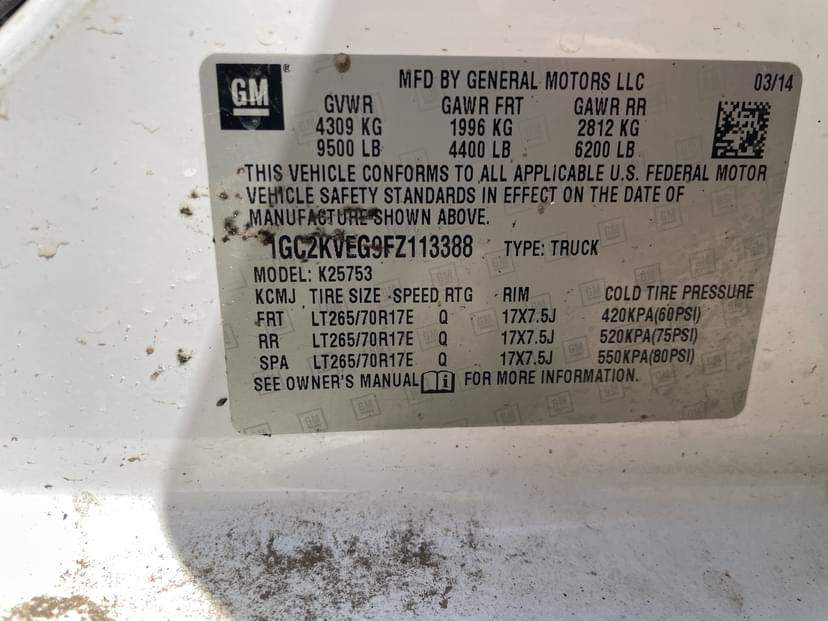 GM ® MFD BY GENERAL MOTORS LLC 03/14
GVWR GAWR FRT GAWR RR
4309 KG 1996 KG 2812 KG
9500 LB 4400 LB 6200 LB
THIS VEHICLE CONFORMS TO ALL APPLICABLE U.S. FEDERAL MOTOR
VEHICLE SAFETY STANDARDS IN EFFECT ON THE DATE OF
MANUFACTURE SHOWN ABOVE.
1GC2KVEG9FZ113388 TYPE: TRUCK
MODEL: K25753
KCMJ TIRE SIZE SPEED RTG RIM COLD TIRE PRESSURE
FRT LT265/70R17E Q 17X7.5J 420KPA(60PSI)
RR LT265/70R17E Q 17X7.5J 520KPA(75PSI)
SPA LT265/70R17E Q 17X7.5J 550KPA(80PSI)
SEE OWNER'S MANUAL FOR MORE INFORMATION.